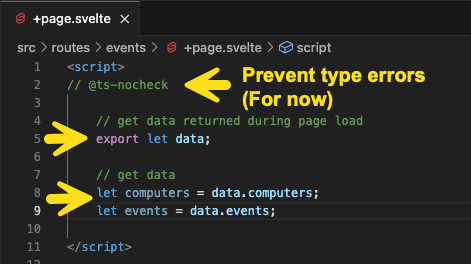 +page.svelte ×
src > routes > events > +page.svelte > script
1 <script>
2 // @ts-nocheck
Prevent type errors
(For now)
3
4 // get data returned during page load
5 export let data;
6
7 // get data
8 let computers = data.computers;
9 let events = data.events;
10
11 </script>
12